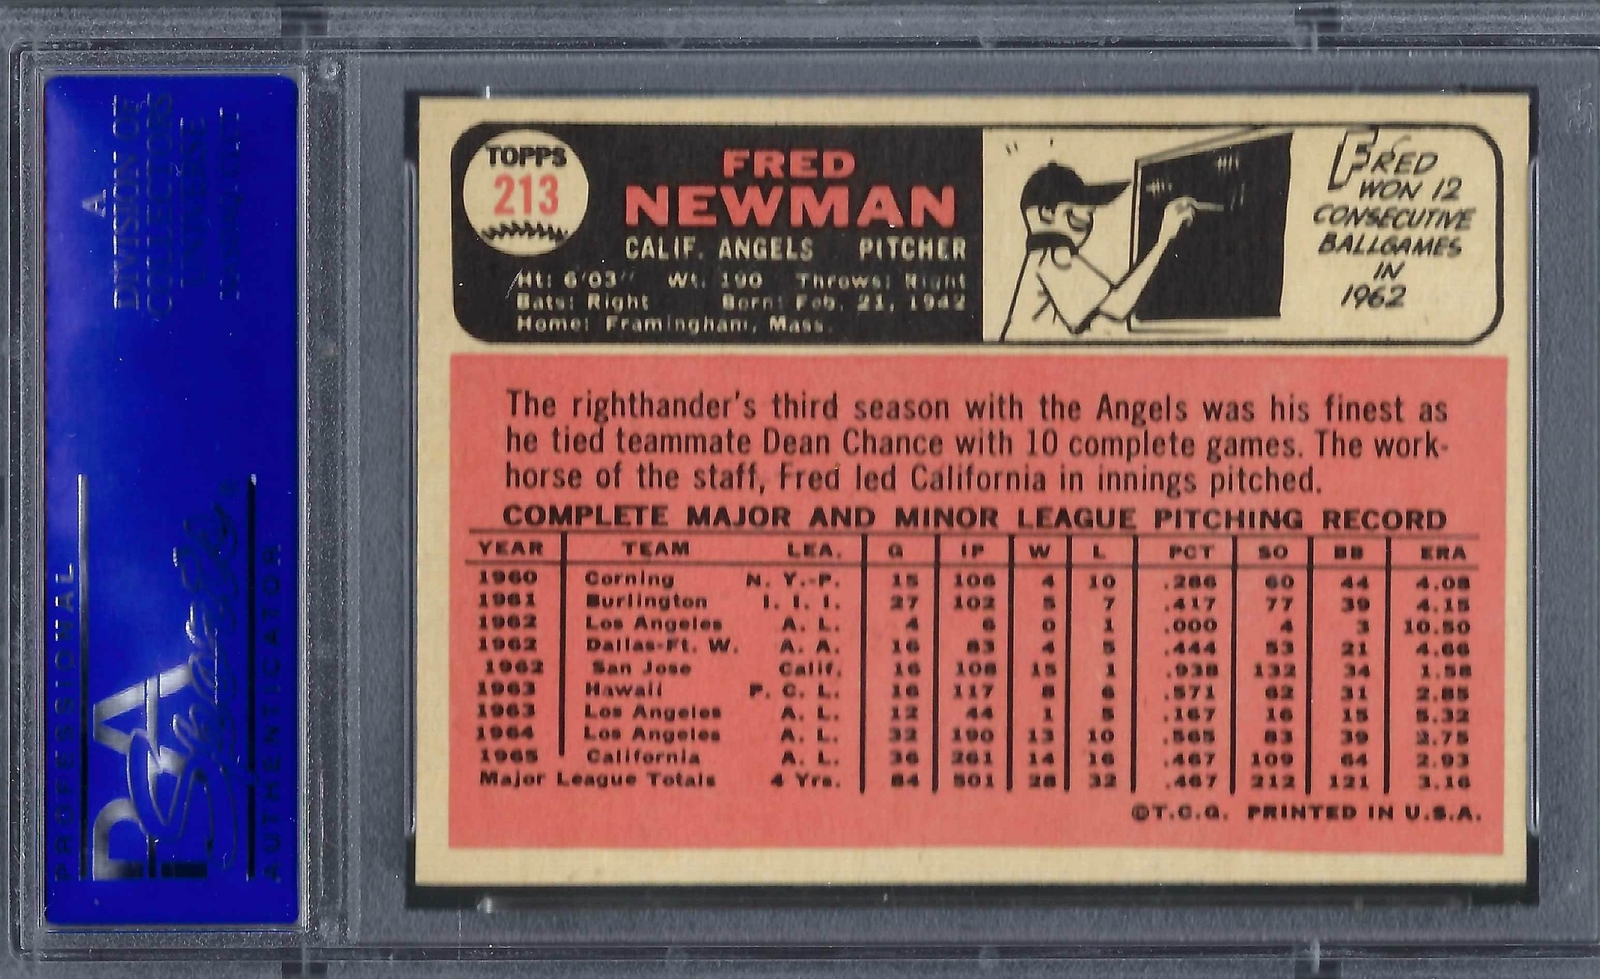 A
DIVISION OF
COLLECTORS
UNIVERSE
NASDAQ: CLCT
PROFESSIONAL
PSA
AUTHENTICATOR
TOPPS
213
FRED
NEWMAN
CALIF. ANGELS PITCHER
Ht: 6'03" Wt. 190 Throws: Right
Bats: Right Born: Feb. 21, 1942
Home: Framingham, Mass.
FRED
WON 12
CONSECUTIVE
BALLGAMES
IN
1962
The righthander's third season with the Angels was his finest as
he tied teammate Dean Chance with 10 complete games. The work-
horse of the staff, Fred led California in innings pitched.
COMPLETE MAJOR AND MINOR LEAGUE PITCHING RECORD
YEAR TEAM LEA. G IP W L PCT SO BB ERA
1960 Corning N. Y.-P. 15 106 4 10 .286 60 44 4.08
1961 Burlington I. I. I. 27 102 5 7 .417 77 39 4.15
1962 Los Angeles A. L. 4 6 0 1 .000 4 3 10.50
1962 Dallas-Ft. W. A. A. 16 83 4 5 .444 53 21 4.66
1962 San Jose Calif. 16 108 15 1 .938 132 34 1.58
1963 Hawaii P. C. L. 16 117 8 6 .571 62 31 2.85
1963 Los Angeles A. L. 12 44 1 5 .167 16 15 5.32
1964 Los Angeles A. L. 32 190 13 10 .565 83 39 2.75
1965 California A. L. 36 261 14 16 .467 109 64 2.93
Major League Totals 4 Yrs. 84 501 28 32 .467 212 121 3.16
©T.C.G. PRINTED IN U.S.A.